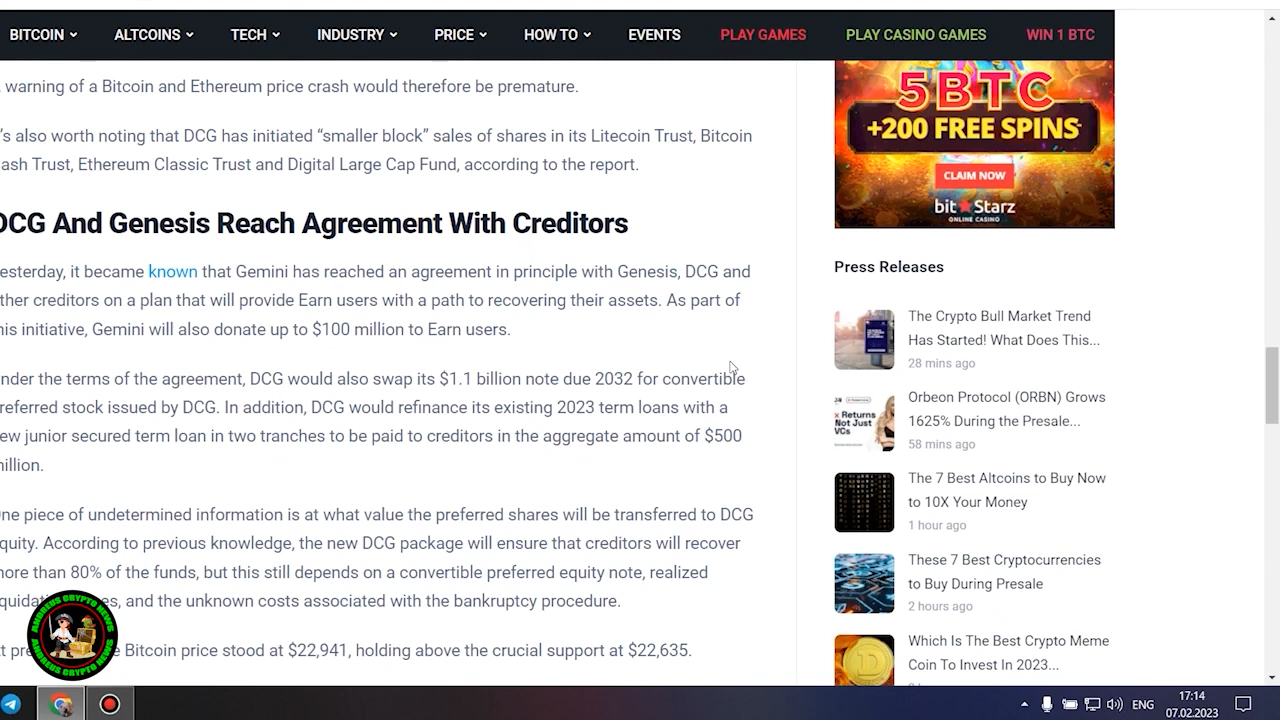 BITCOIN
ALTCOINS
TECH
INDUSTRY
PRICE
HOW TO
EVENTS
PLAY GAMES
PLAY CASINO GAMES
WIN 1 BTC
warning of a Bitcoin and Ethereum price crash would therefore be premature.
's also worth noting that DCG has initiated “smaller block” sales of shares in its Litecoin Trust, Bitcoin
ash Trust, Ethereum Classic Trust and Digital Large Cap Fund, according to the report.
DCG And Genesis Reach Agreement With Creditors
esterday, it became known that Gemini has reached an agreement in principle with Genesis, DCG and
ther creditors on a plan that will provide Earn users with a path to recovering their assets. As part of
his initiative, Gemini will also donate up to $100 million to Earn users.
nder the terms of the agreement, DCG would also swap its $1.1 billion note due 2032 for convertible
referred stock issued by DCG. In addition, DCG would refinance its existing 2023 term loans with a
ew junior secured term loan in two tranches to be paid to creditors in the aggregate amount of $500
illion.
ne piece of undetermined information is at what value the preferred shares will be transferred to DCG
quity. According to previous knowledge, the new DCG package will ensure that creditors will recover
ore than 80% of the funds, but this still depends on a convertible preferred equity note, realized
quidat es, and the unknown costs associated with the bankruptcy procedure.
t pre e Bitcoin price stood at $22,941, holding above the crucial support at $22,635.
ANDREUS CRYPTO NEWS
ANDREUS CRYPTO NEWS
5BTC
+200 FREE SPINS
CLAIM NOW
bitStarz
ONLINE CASINO
Press Releases
The Crypto Bull Market Trend
Has Started! What Does This...
28 mins ago
x Returns
Not Just
VCs
Orbeon Protocol (ORBN) Grows
1625% During the Presale...
58 mins ago
The 7 Best Altcoins to Buy Now
to 10X Your Money
1 hour ago
These 7 Best Cryptocurrencies
to Buy During Presale
2 hours ago
Which Is The Best Crypto Meme
Coin To Invest In 2023...
ENG
17:14
07.02.2023